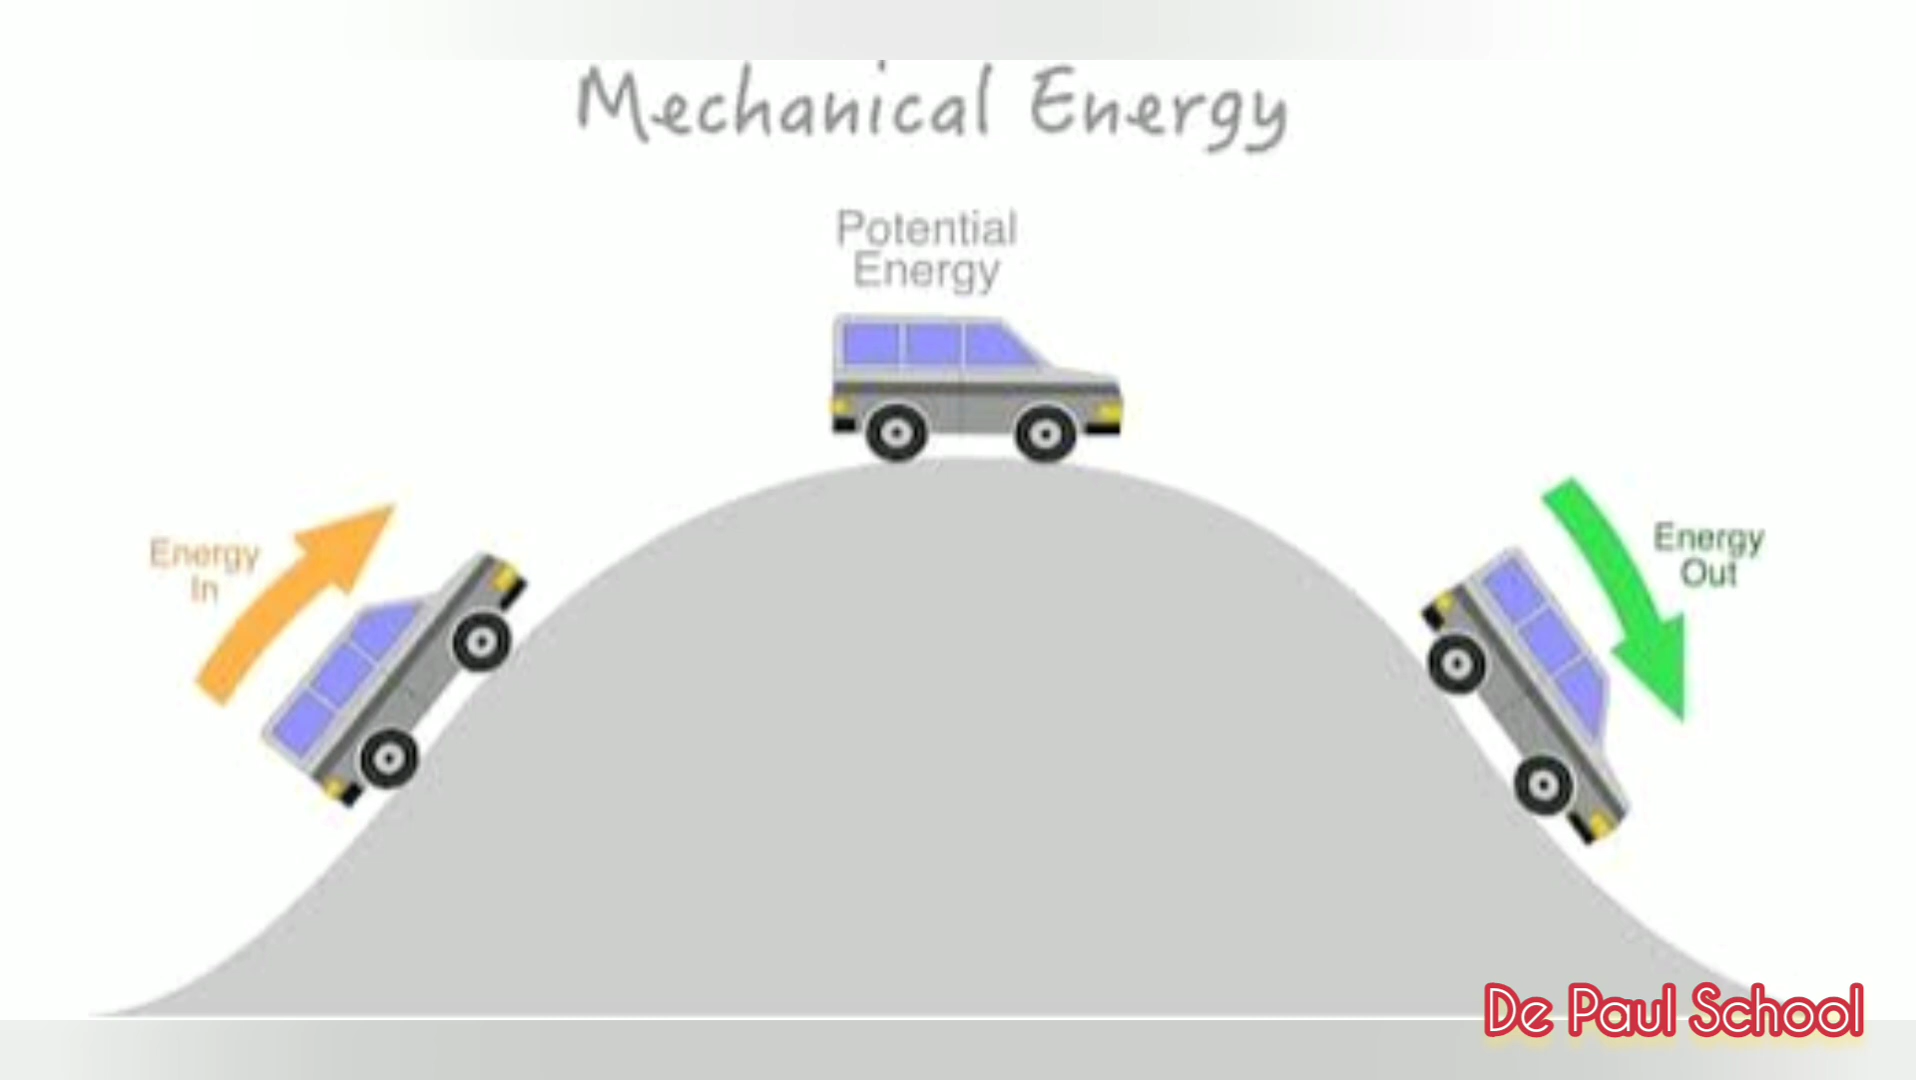 Mechanical Energy
Potential
Energy
Energy
In
Energy
Out
De Paul School